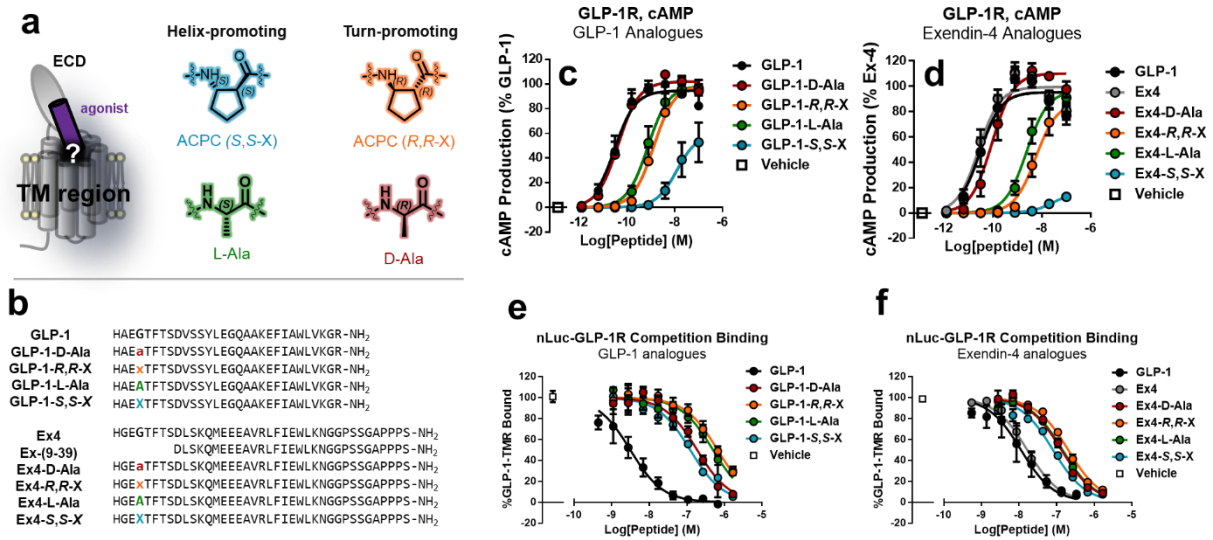 a
ECD
agonist
?
TM region
Helix-promoting
NH
O
(S)
(S)
ACPC (S,S-X)
H
N
O
(S)
L-Ala
Turn-promoting
NH
O
(R)
(R)
ACPC (R,R-X)
H
N
O
(R)
D-Ala
b
GLP-1 HAEGTFTSDVSSYLEGQAAKEFIAWLVKGR-NH2
GLP-1-D-Ala HAEaTFTSDVSSYLEGQAAKEFIAWLVKGR-NH2
GLP-1-R,R-X HAExTFTSDVSSYLEGQAAKEFIAWLVKGR-NH2
GLP-1-L-Ala HAEATFTSDVSSYLEGQAAKEFIAWLVKGR-NH2
GLP-1-S,S-X HAEXTFTSDVSSYLEGQAAKEFIAWLVKGR-NH2
Ex4 HGEGTFTSDLSKQMEEEAVRLFIEWLKNGGPSSGAPPPS-NH2
Ex-(9-39) DLSKQMEEEAVRLFIEWLKNGGPSSGAPPPS-NH2
Ex4-D-Ala HGEaTFTSDLSKQMEEEAVRLFIEWLKNGGPSSGAPPPS-NH2
Ex4-R,R-X HGExTFTSDLSKQMEEEAVRLFIEWLKNGGPSSGAPPPS-NH2
Ex4-L-Ala HGEATFTSDLSKQMEEEAVRLFIEWLKNGGPSSGAPPPS-NH2
Ex4-S,S-X HGEXTFTSDLSKQMEEEAVRLFIEWLKNGGPSSGAPPPS-NH2
GLP-1R, cAMP
GLP-1 Analogues
c
cAMP Production (% GLP-1)
120
100
80
60
40
20
0
-12
-10
-8
-6
Log[Peptide] (M)
GLP-1
GLP-1-D-Ala
GLP-1-R,R-X
GLP-1-L-Ala
GLP-1-S,S-X
Vehicle
GLP-1R, cAMP
Exendin-4 Analogues
d
cAMP Production (% Ex-4)
120
100
80
60
40
20
0
-12
-10
-8
-6
Log[Peptide] (M)
GLP-1
Ex4
Ex4-D-Ala
Ex4-R,R-X
Ex4-L-Ala
Ex4-S,S-X
Vehicle
e
nLuc-GLP-1R Competition Binding
GLP-1 analogues
%GLP-1-TMR Bound
120
100
80
60
40
20
0
-20
-10
-9
-8
-7
-6
-5
Log[Peptide] (M)
GLP-1
GLP-1-D-Ala
GLP-1-R,R-X
GLP-1-L-Ala
GLP-1-S,S-X
Vehicle
f
nLuc-GLP-1R Competition Binding
Exendin-4 analogues
%GLP-1-TMR Bound
120
100
80
60
40
20
0
-20
-10
-9
-8
-7
-6
-5
Log[Peptide] (M)
GLP-1
Ex4
Ex4-D-Ala
Ex4-R,R-X
Ex4-L-Ala
Ex4-S,S-X
Vehicle